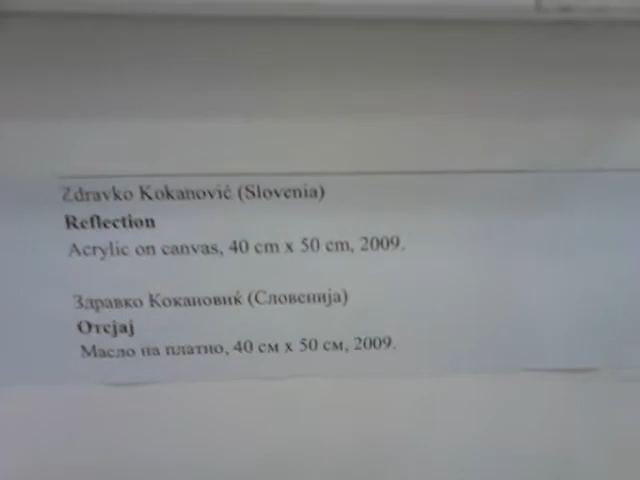 Zdravko Kokanović (Slovenia)
Reflection
Acrylic on canvas, 40 cm x 50 cm, 2009.
Здравко Кокановиќ (Словенија)
Отсјај
Масло на платно, 40 см х 50 см, 2009.